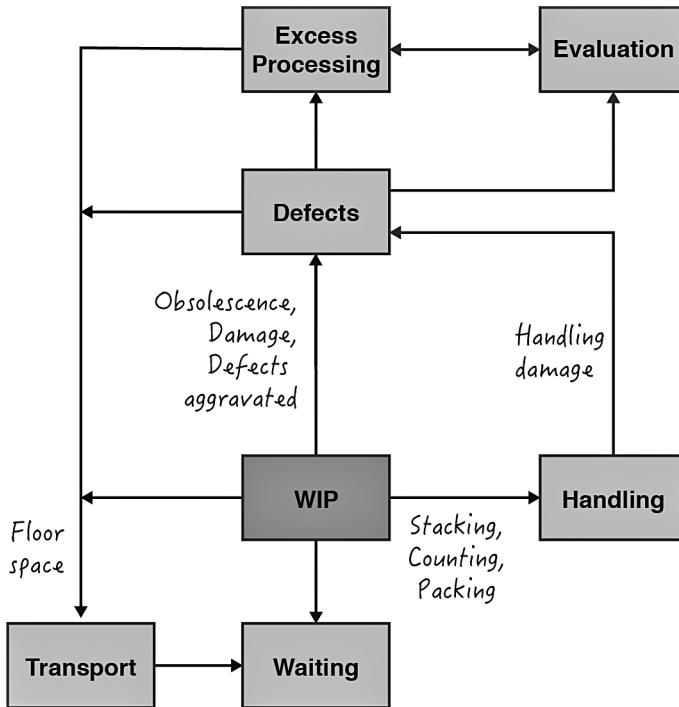 Excess
Processing
Evaluation
Defects
Obsolescence,
Damage,
Defects
aggravated
Handling
damage
WIP
Handling
Stacking,
Counting,
Packing
Floor
space
Transport
Waiting